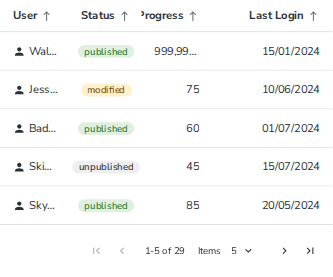 User Status Progress Last Login
Wal... published 999,99... 15/01/2024
Jess... modified 75 10/06/2024
Bad... published 60 01/07/2024
Ski... unpublished 45 15/07/2024
Sky... published 85 20/05/2024
1-5 of 29 Items 5